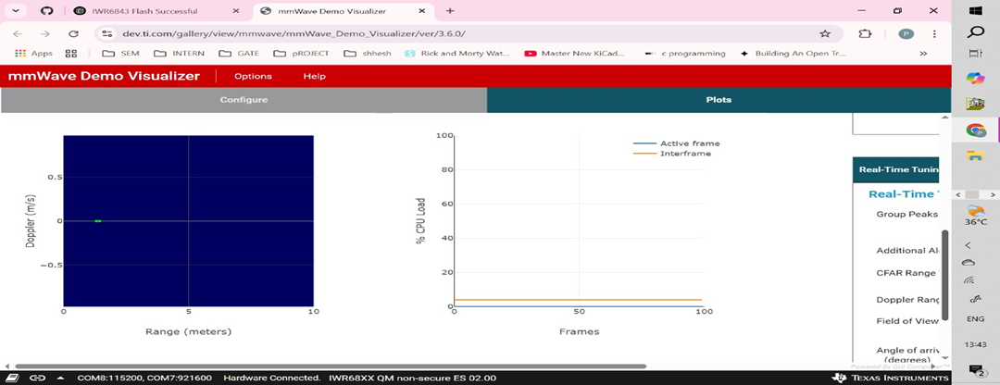 IWR6843 Flash Successful
mmWave Demo Visualizer
dev.ti.com/gallery/view/mmwave/mmWave_Demo_Visualizer/ver/3.6.0/
P
Apps SEM INTERN GATE pROJECT shhesh Rick and Morty Wat... Master New KiCad... c programming Building An Open Tr...
mmWave Demo Visualizer Options Help
Configure Plots
0.5
0
−0.5
Doppler (m/s)
0 5 10
Range (meters)
100
80
60
40
20
0
% CPU Load
0 50 100
Frames
Active frame
Interframe
Real-Time Tunin
Real-Time
Group Peaks
Additional Al
CFAR Range
Doppler Rang
Field of View
Angle of arriv
(degrees)
Powered By GUI Composer™
COM8:115200, COM7:921600 Hardware Connected. IWR68XX QM non-secure ES 02.00 TEXAS INSTRUMENTS
36°C
ENG
13:43
2